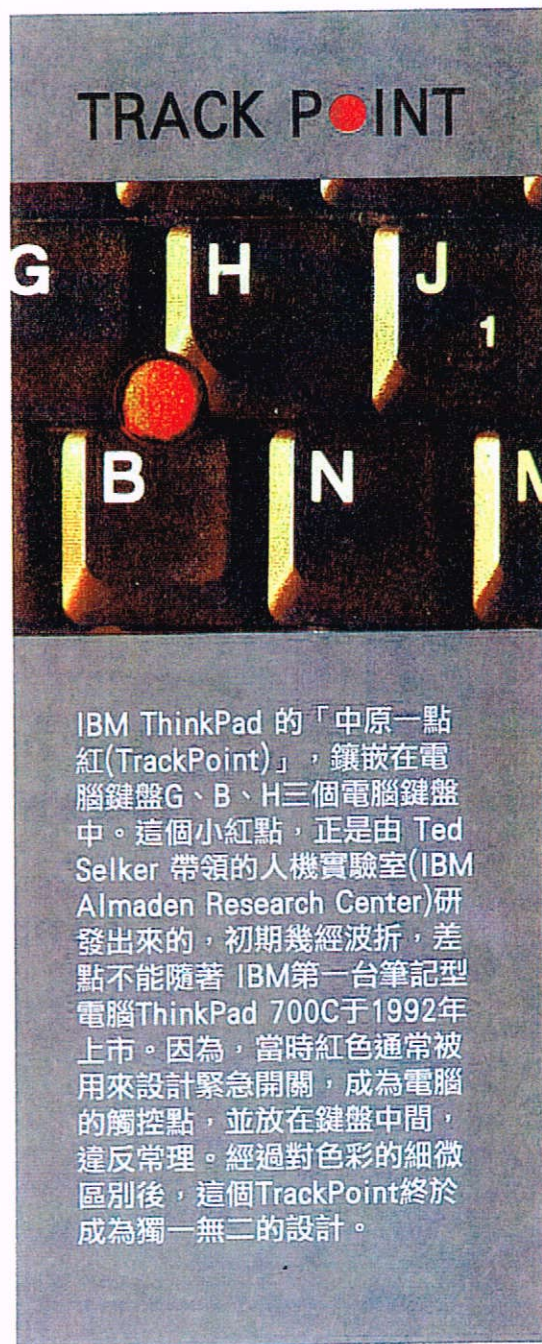 TRACK POINT
G H J
1
B N M
IBM ThinkPad 的「中原一點
紅(TrackPoint)」，鑲嵌在電
腦鍵盤G、B、H三個電腦鍵盤
中。這個小紅點，正是由 Ted
Selker 帶領的人機實驗室(IBM
Almaden Research Center)研
發出來的，初期幾經波折，差
點不能隨著 IBM第一台筆記型
電腦ThinkPad 700C于1992年
上市。因為，當時紅色通常被
用來設計緊急開關，成為電腦
的觸控點，並放在鍵盤中間，
違反常理。經過對色彩的細微
區別後，這個TrackPoint終於
成為獨一無二的設計。